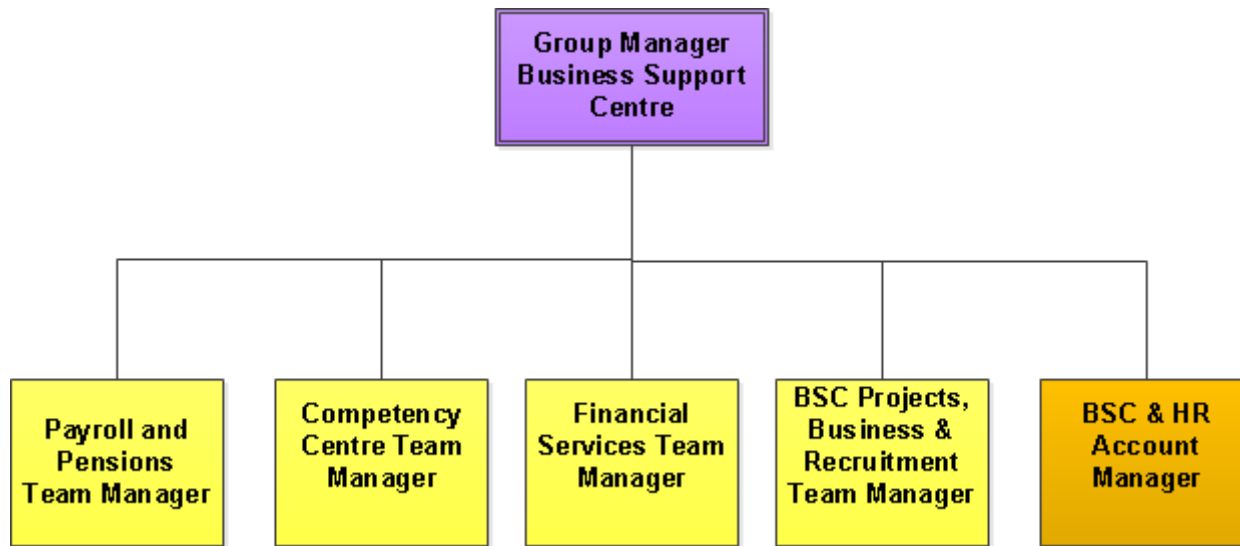 Group Manager
Business Support
Centre
Payroll and
Pensions
Team Manager
Competency
Centre Team
Manager
Financial
Services Team
Manager
BSC Projects,
Business &
Recruitment
Team Manager
BSC & HR
Account
Manager